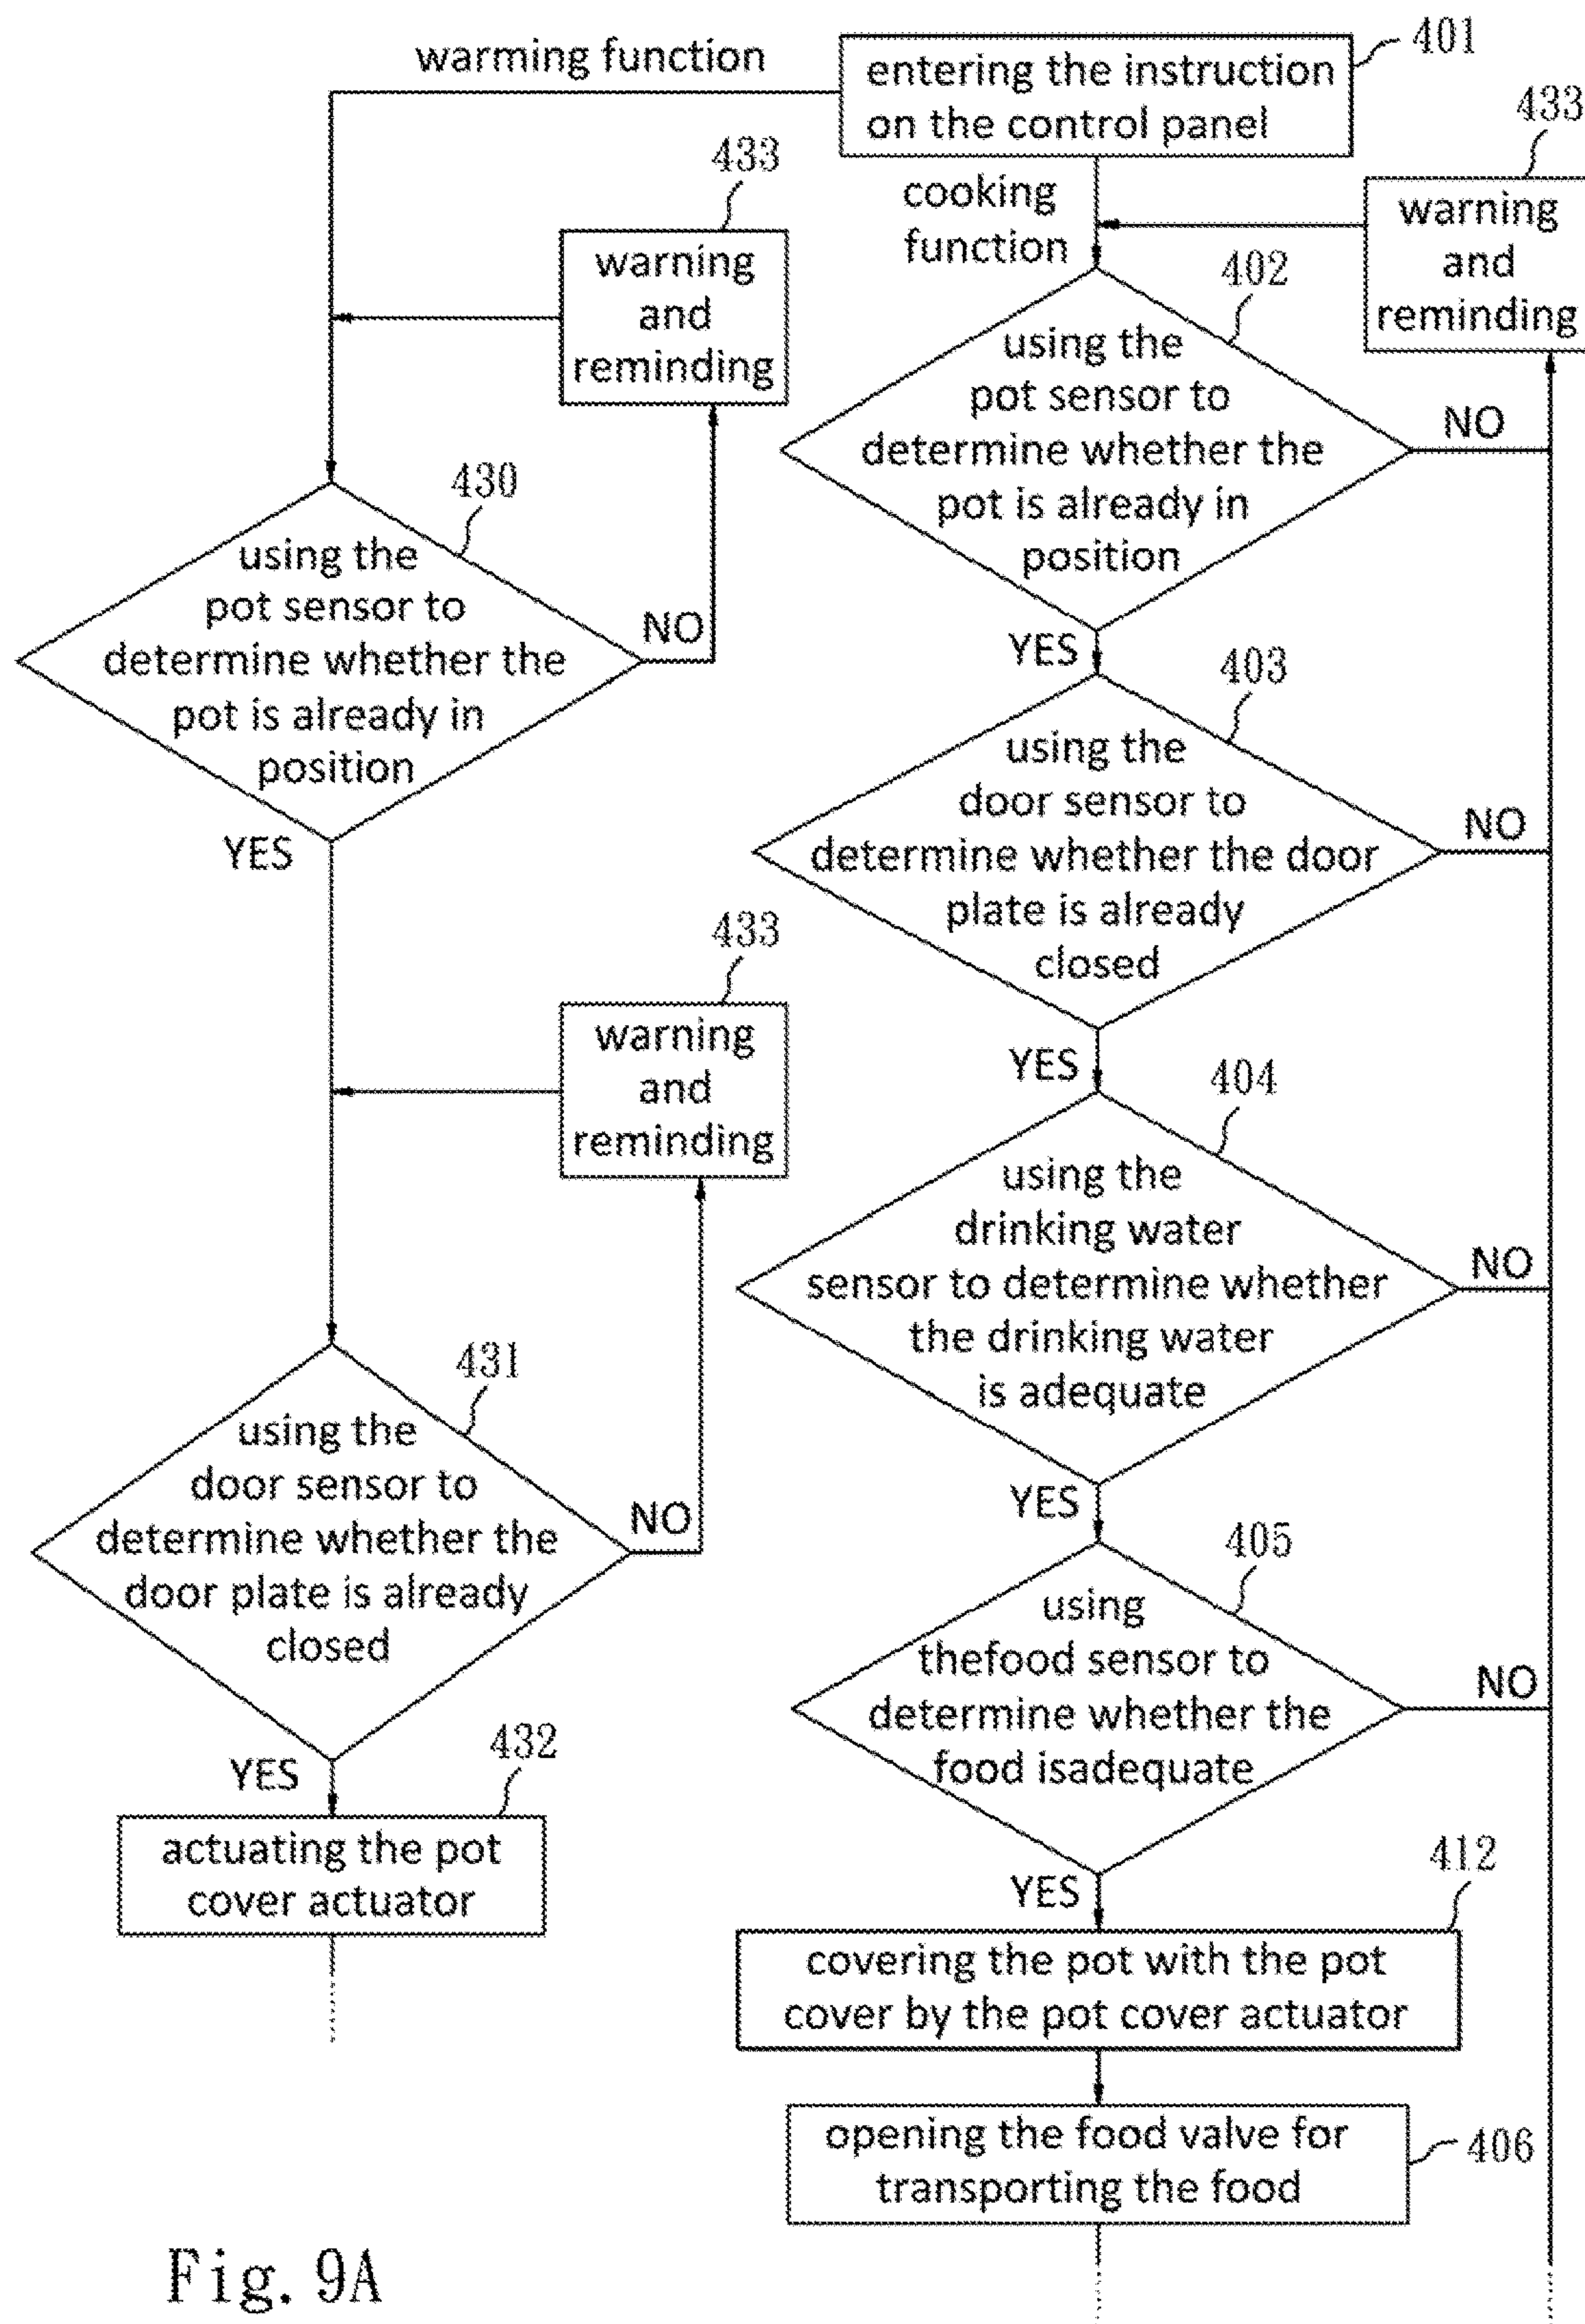 warming function
entering the instruction
on the control panel
401
433
warning
and
reminding
cooking
function
433
warning
and
reminding
402
using the
pot sensor to
determine whether the
pot is already in
position
NO
YES
430
using the
pot sensor to
determine whether the
pot is already in
position
NO
YES
403
using the
door sensor to
determine whether the door
plate is already
closed
NO
YES
433
warning
and
reminding
404
using the
drinking water
sensor to determine whether
the drinking water
is adequate
NO
YES
431
using the
door sensor to
determine whether the
door plate is already
closed
NO
YES
405
using
thefood sensor to
determine whether the
food isadequate
NO
YES
432
actuating the pot
cover actuator
412
covering the pot with the pot
cover by the pot cover actuator
opening the food valve for
transporting the food
406
Fig. 9A